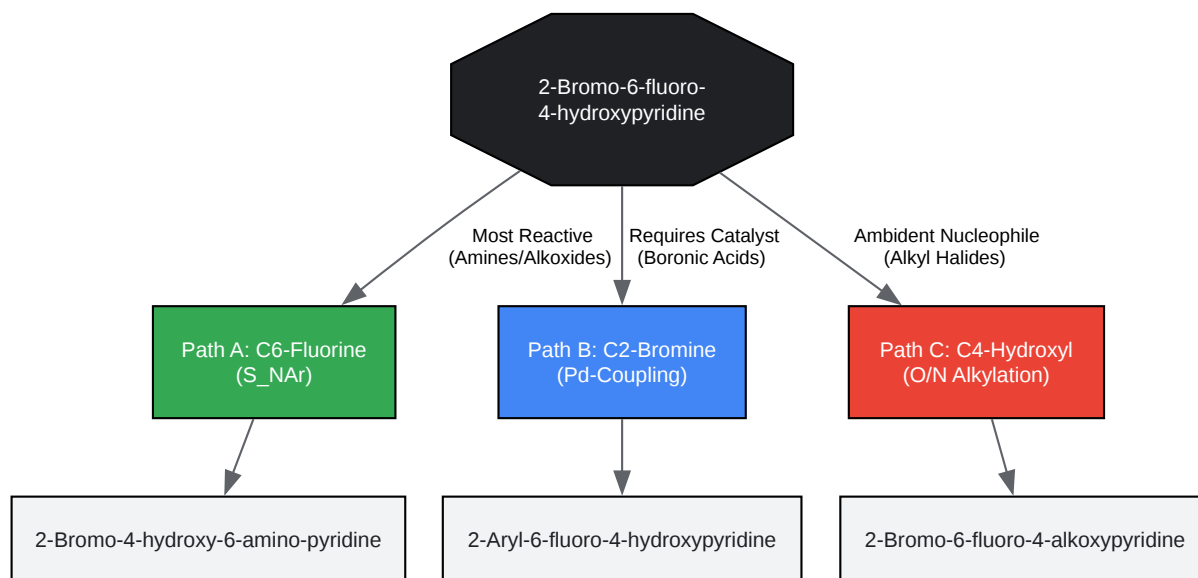 2-Bromo-6-fluoro-
4-hydroxypyridine
Most Reactive
(Amines/Alkoxides)
Requires Catalyst
(Boronic Acids)
Ambident Nucleophile
(Alkyl Halides)
Path A: C6-Fluorine
(S_NAr)
Path B: C2-Bromine
(Pd-Coupling)
Path C: C4-Hydroxyl
(O/N Alkylation)
2-Bromo-4-hydroxy-6-amino-pyridine
2-Aryl-6-fluoro-4-hydroxypyridine
2-Bromo-6-fluoro-4-alkoxypyridine